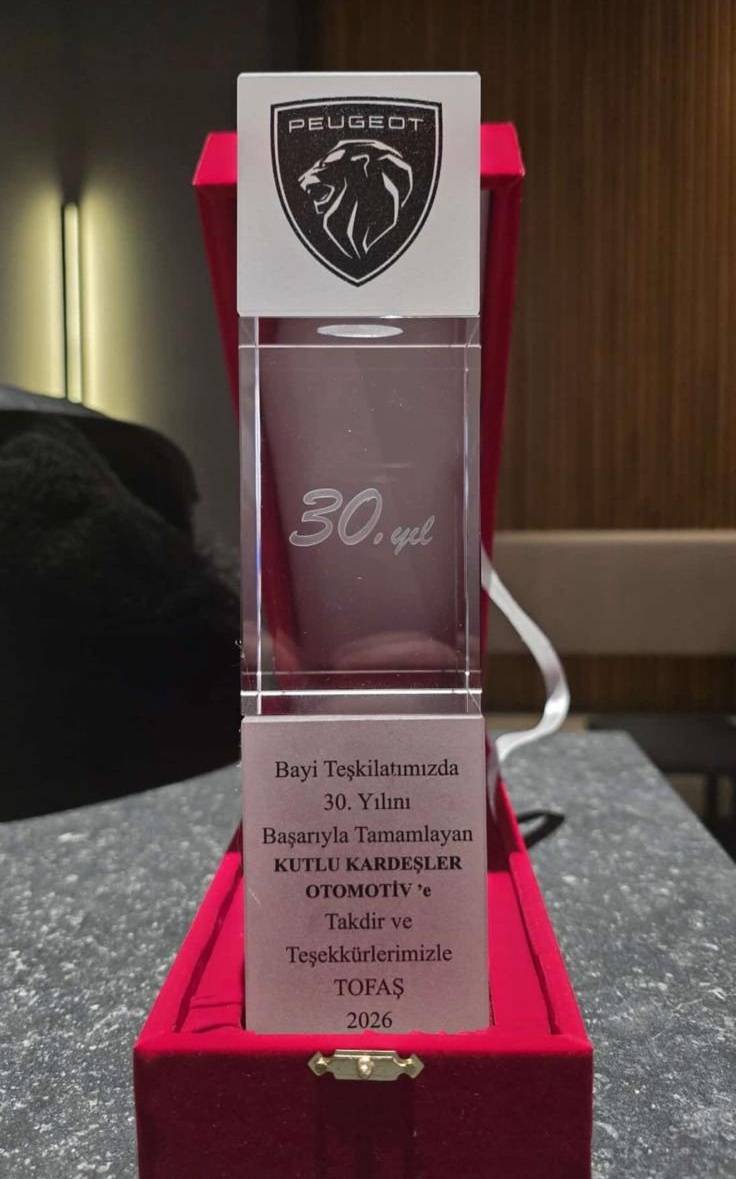 PEUGEOT
30. yıl
Bayi Teşkilatımızda
30. Yılını
Başarıyla Tamamlayan
KUTLU KARDEŞLER
OTOMOTİV 'e
Takdir ve
Teşekkürlerimizle
TOFAŞ
2026